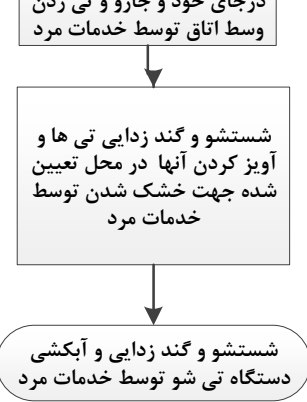 درجای خود و جارو و تی زدن
وسط اتاق توسط خدمات مرد
شستشو و گند زدایی تی ها و
آویز کردن آنها در محل تعیین
شده جهت خشک شدن توسط
خدمات مرد
شستشو و گند زدایی و آبکشی
دستگاه تی شو توسط خدمات مرد